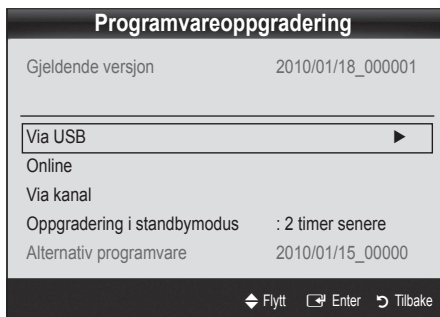 Programvareoppgradering
Gjeldende versjon 2010/01/18_000001
Via USB ►
Online
Via kanal
Oppgradering i standbymodus : 2 timer senere
Alternativ programvare 2010/01/15_00000
Flytt Enter Tilbake